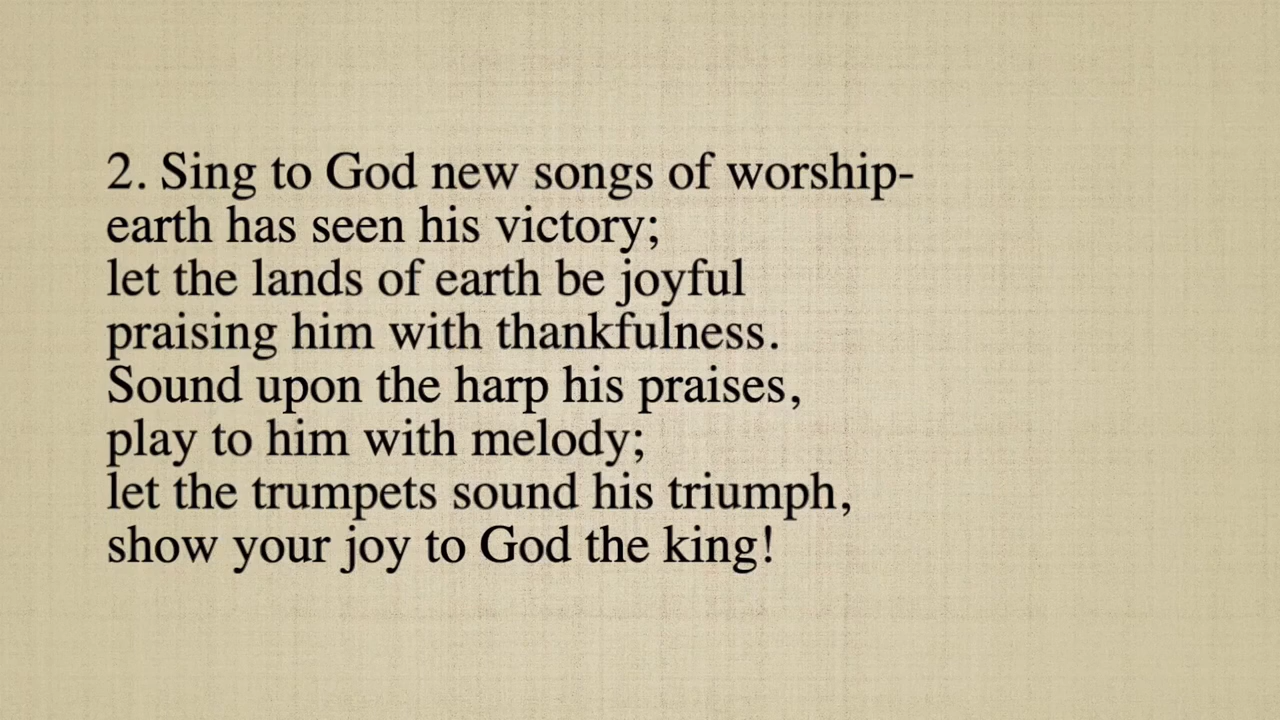 2. Sing to God new songs of worship-
earth has seen his victory;
let the lands of earth be joyful
praising him with thankfulness.
Sound upon the harp his praises,
play to him with melody;
let the trumpets sound his triumph,
show your joy to God the king!